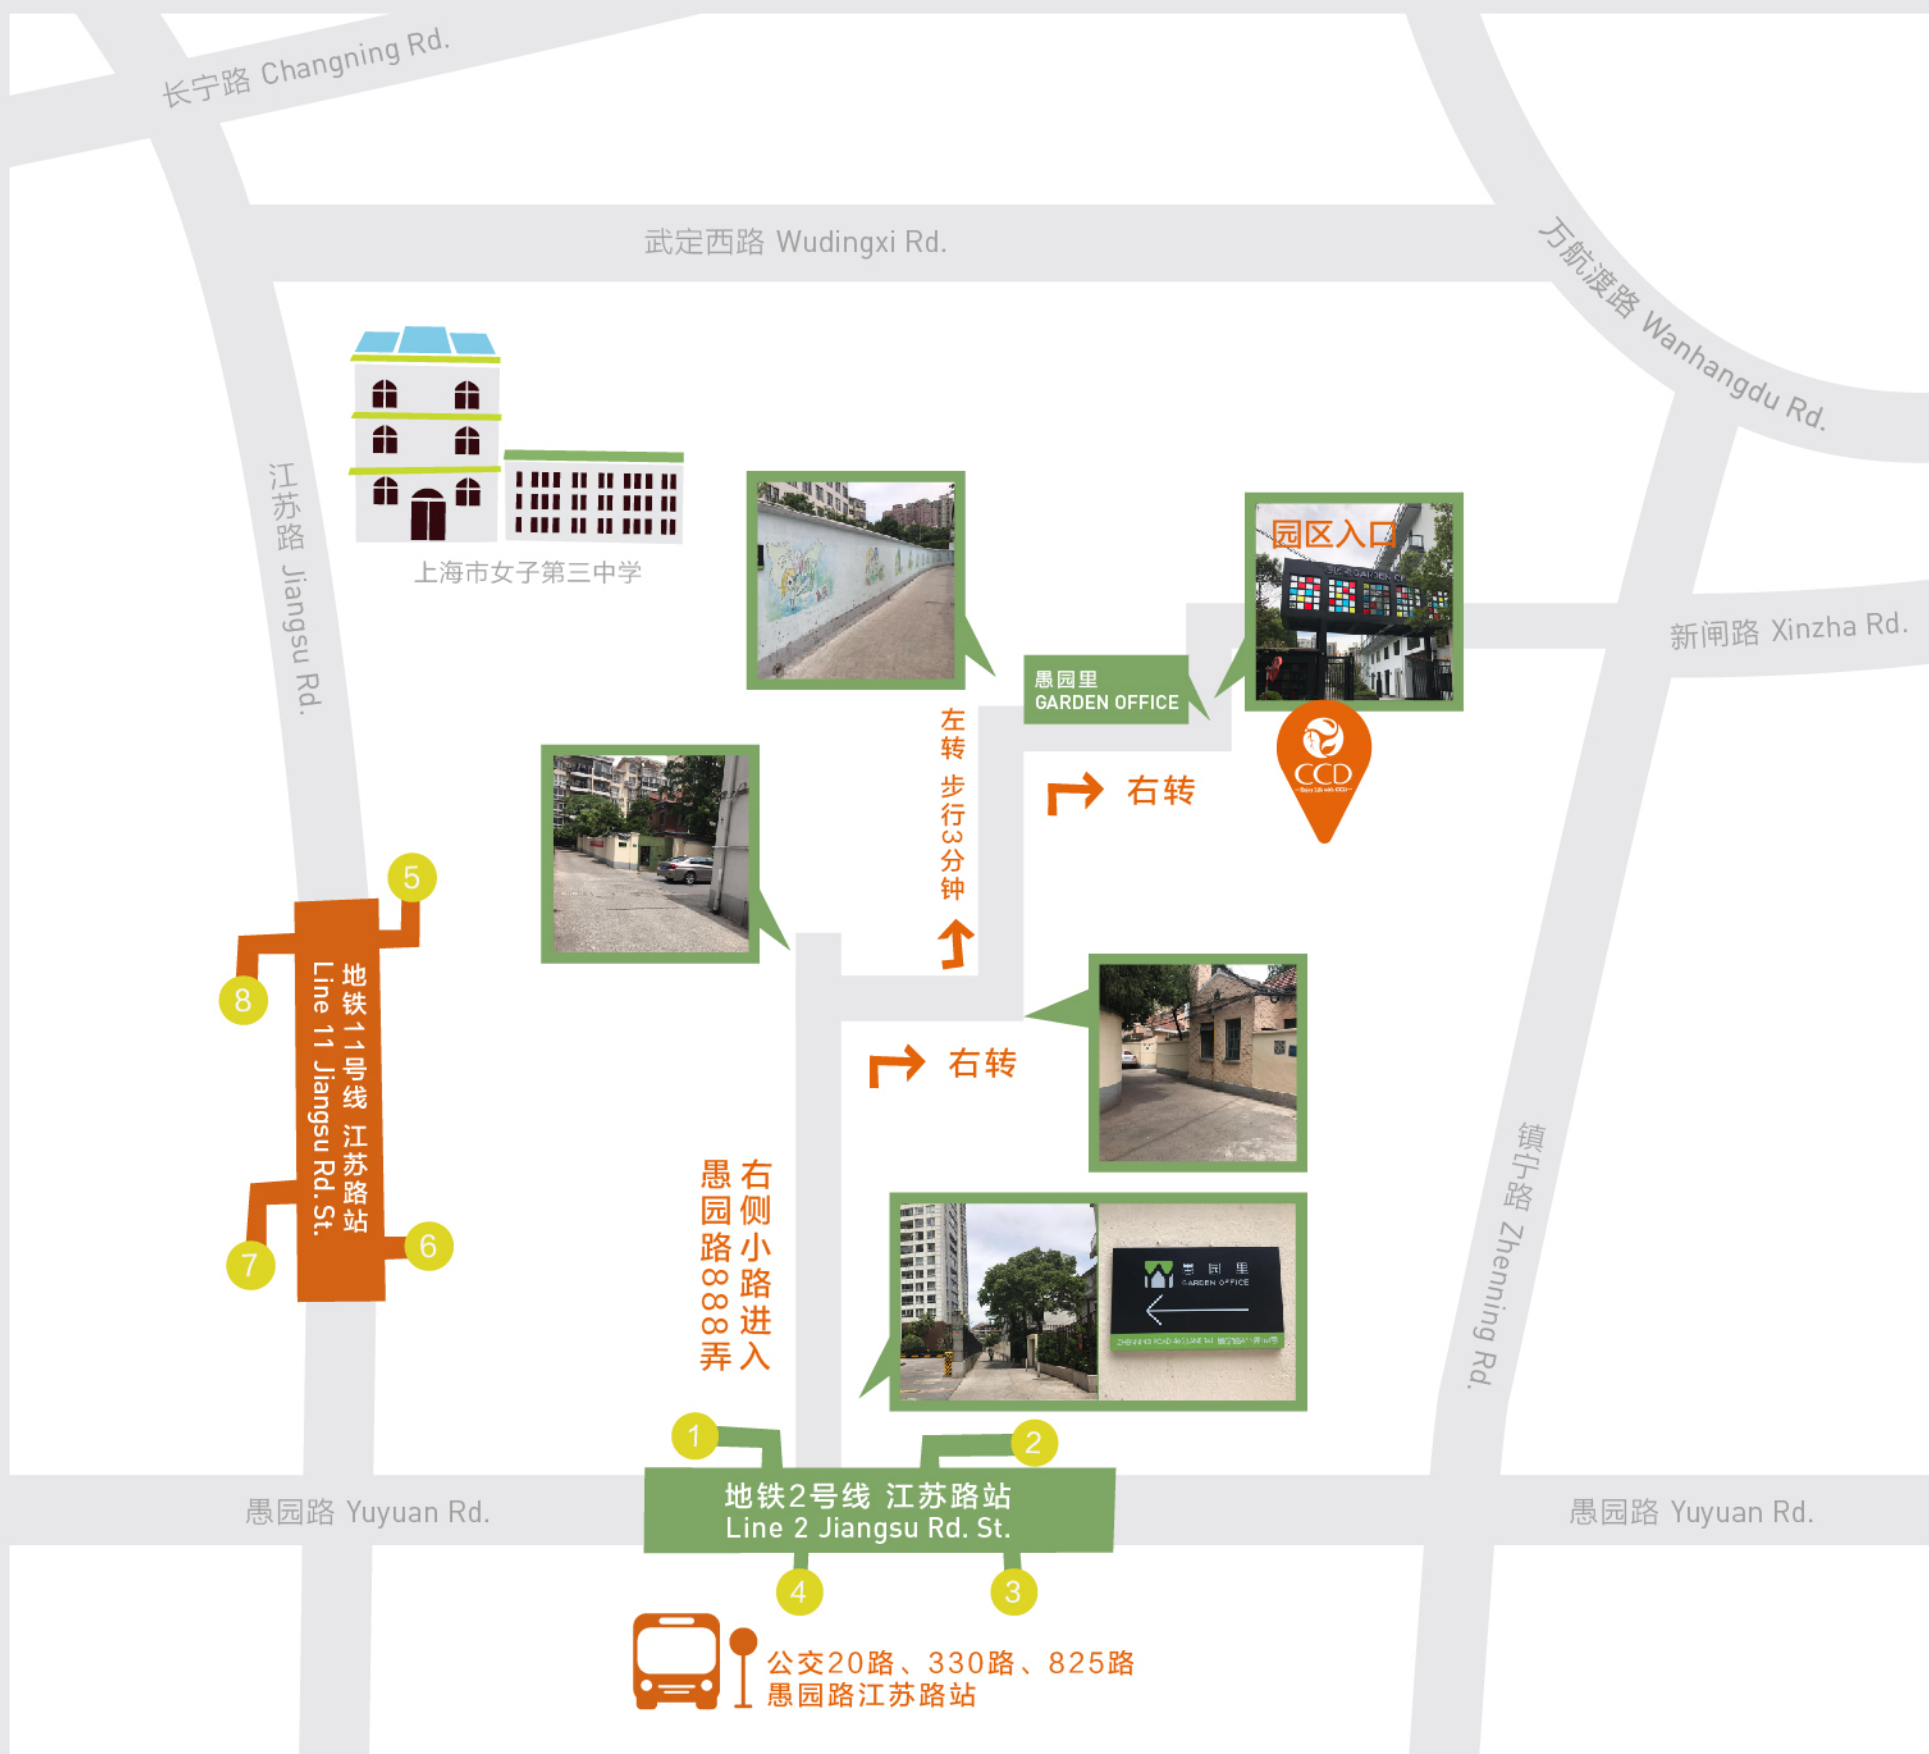 长宁路 Changning Rd.
武定西路 Wudingxi Rd.
万航渡路 Wanhangdu Rd.
江苏路 Jiangsu Rd.
上海市女子第三中学
园区入口
新闸路 Xinzha Rd.
愚园里
GARDEN OFFICE
左转 步行3分钟
右转
CCD
5
8
地铁11号线 江苏路站
Line 11 Jiangsu Rd. St.
7
6
右转
镇宁路 Zhenning Rd.
右侧小路进入
愚园路888弄
愚园里
GARDEN OFFICE
1
2
愚园路 Yuyuan Rd.
地铁2号线 江苏路站
Line 2 Jiangsu Rd. St.
愚园路 Yuyuan Rd.
4
3
公交20路、330路、825路
愚园路江苏路站